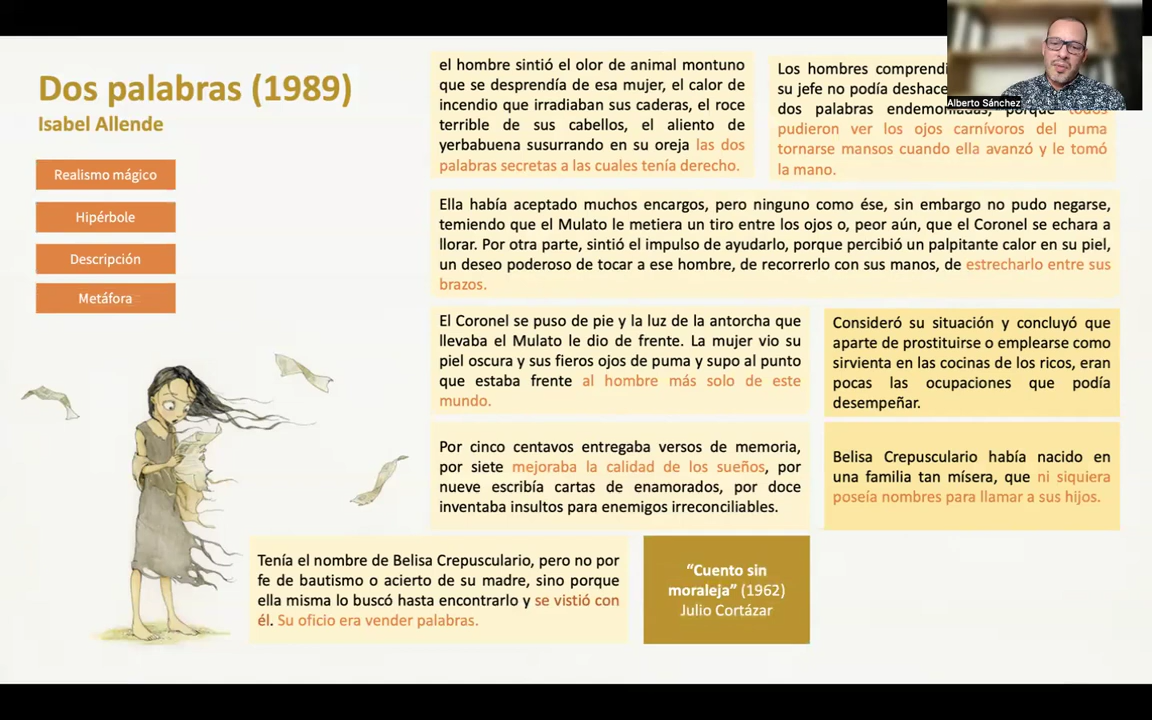 Dos palabras (1989)
Isabel Allende
Realismo mágico
Hipérbole
Descripción
Metáfora
el hombre sintió el olor de animal montuno
que se desprendía de esa mujer, el calor de
incendio que irradiaban sus caderas, el roce
terrible de sus cabellos, el aliento de
yerbabuena susurrando en su oreja las dos
palabras secretas a las cuales tenía derecho.
Los hombres
su jefe no podía
dos palabras
pudieron ver los ojos carnívoros del puma
tornarse mansos cuando ella avanzó y le tomó
la mano.
Alberto Sánchez
Ella había aceptado muchos encargos, pero ninguno como ése, sin embargo no pudo negarse,
temiendo que el Mulato le metiera un tiro entre los ojos o, peor aún, que el Coronel se echara a
llorar. Por otra parte, sintió el impulso de ayudarlo, porque percibió un palpitante calor en su piel,
un deseo poderoso de tocar a ese hombre, de recorrerlo con sus manos, de estrecharlo entre sus
brazos.
El Coronel se puso de pie y la luz de la antorcha que
llevaba el Mulato le dio de frente. La mujer vio su
piel oscura y sus fieros ojos de puma y supo al punto
que estaba frente al hombre más solo de este
mundo.
Consideró su situación y concluyó que
aparte de prostituirse o emplearse como
sirvienta en las cocinas de los ricos, eran
pocas las ocupaciones que podía
desempeñar.
Por cinco centavos entregaba versos de memoria,
por siete mejoraba la calidad de los sueños, por
nueve escribía cartas de enamorados, por doce
inventaba insultos para enemigos irreconciliables.
Belisa Crepusculario había nacido en
una familia tan mísera, que ni siquiera
poseía nombres para llamar a sus hijos.
Tenía el nombre de Belisa Crepusculario, pero no por
fe de bautismo o acierto de su madre, sino porque
ella misma lo buscó hasta encontrarlo y se vistió con
él. Su oficio era vender palabras.
“Cuento sin
moraleja” (1962)
Julio Cortázar